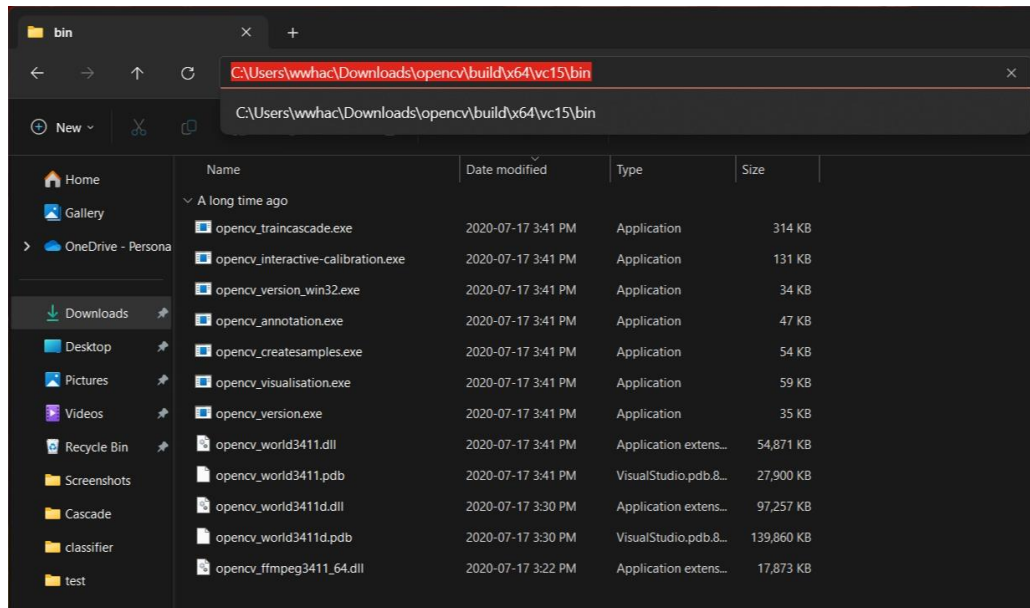 bin
C:\Users\wwhac\Downloads\opencv\build\x64\vc15\bin
C:\Users\wwhac\Downloads\opencv\build\x64\vc15\bin
New
Home
Gallery
OneDrive - Persona
Downloads
Desktop
Pictures
Videos
Recycle Bin
Screenshots
Cascade
classifier
test
Name Date modified Type Size
A long time ago
opencv_traincascade.exe 2020-07-17 3:41 PM Application 314 KB
opencv_interactive-calibration.exe 2020-07-17 3:41 PM Application 131 KB
opencv_version_win32.exe 2020-07-17 3:41 PM Application 34 KB
opencv_annotation.exe 2020-07-17 3:41 PM Application 47 KB
opencv_createsamples.exe 2020-07-17 3:41 PM Application 54 KB
opencv_visualisation.exe 2020-07-17 3:41 PM Application 59 KB
opencv_version.exe 2020-07-17 3:41 PM Application 35 KB
opencv_world3411.dll 2020-07-17 3:41 PM Application extens... 54,871 KB
opencv_world3411.pdb 2020-07-17 3:41 PM VisualStudio.pdb.8... 27,900 KB
opencv_world3411d.dll 2020-07-17 3:30 PM Application extens... 97,257 KB
opencv_world3411d.pdb 2020-07-17 3:30 PM VisualStudio.pdb.8... 139,860 KB
opencv_ffmpeg3411_64.dll 2020-07-17 3:22 PM Application extens... 17,873 KB